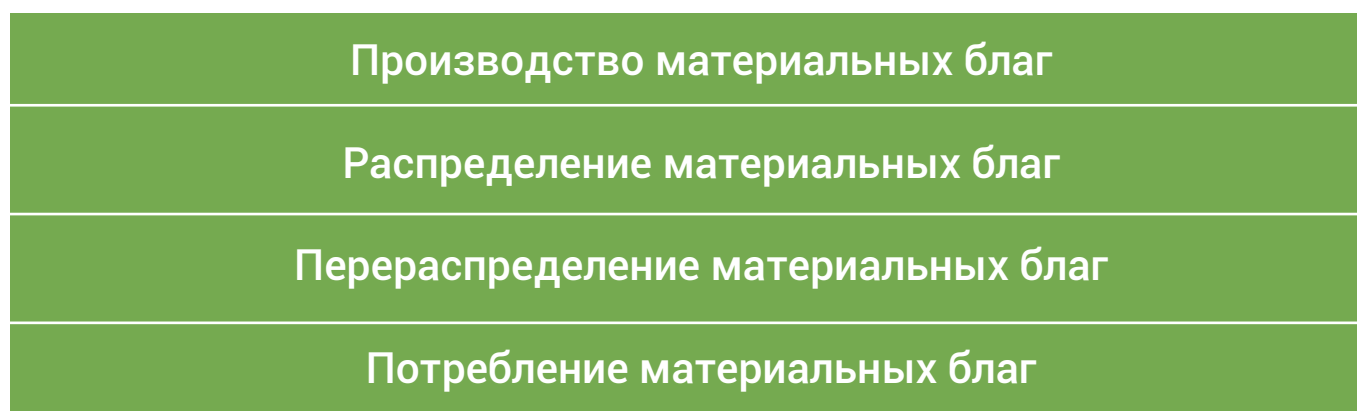 Производство материальных благ
Распределение материальных благ
Перераспределение материальных благ
Потребление материальных благ